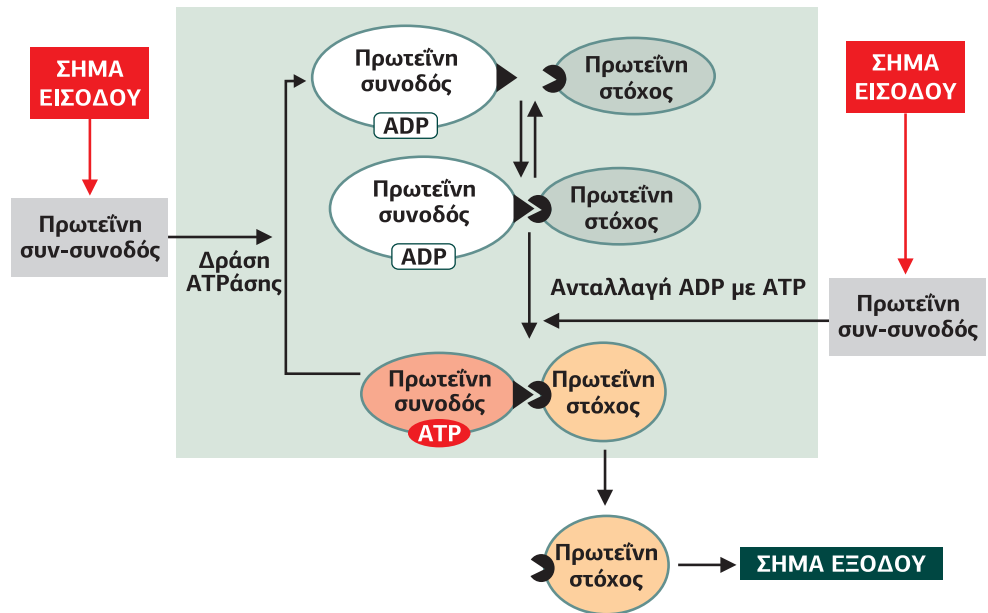 ΣΗΜΑ
ΕΙΣΟΔΟΥ
Πρωτεΐνη
συν-συνοδός
Δράση
ATPάσης
Πρωτεΐνη
συνοδός
ADP
Πρωτεΐνη
στόχος
Πρωτεΐνη
συνοδός
ADP
Πρωτεΐνη
στόχος
Ανταλλαγή ADP με ATP
ΣΗΜΑ
ΕΙΣΟΔΟΥ
Πρωτεΐνη
συν-συνοδός
Πρωτεΐνη
συνοδός
ATP
Πρωτεΐνη
στόχος
Πρωτεΐνη
στόχος
ΣΗΜΑ ΕΞΟΔΟΥ